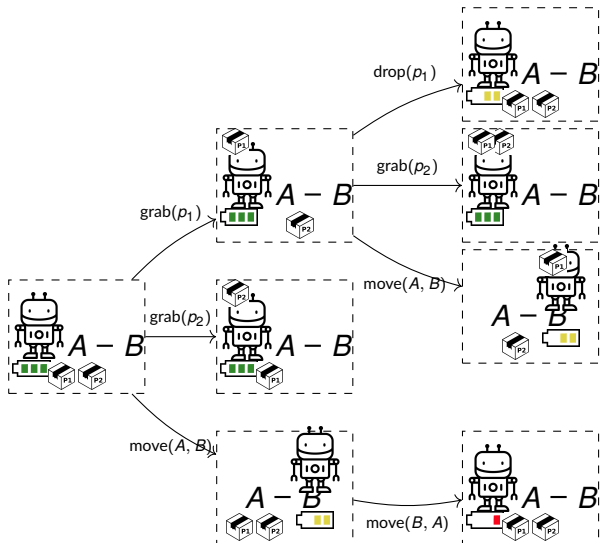 drop(p₁)
A – B
P1 P2
P1
grab(p₁)
A – B
P2
grab(p₂)
P1 P2
A – B
move(A, B)
P1
A – B
P2
A – B
P1 P2
grab(p₂)
P2
A – B
P1
move(A, B)
A – B
P1 P2
move(B, A)
A – B
P1 P2